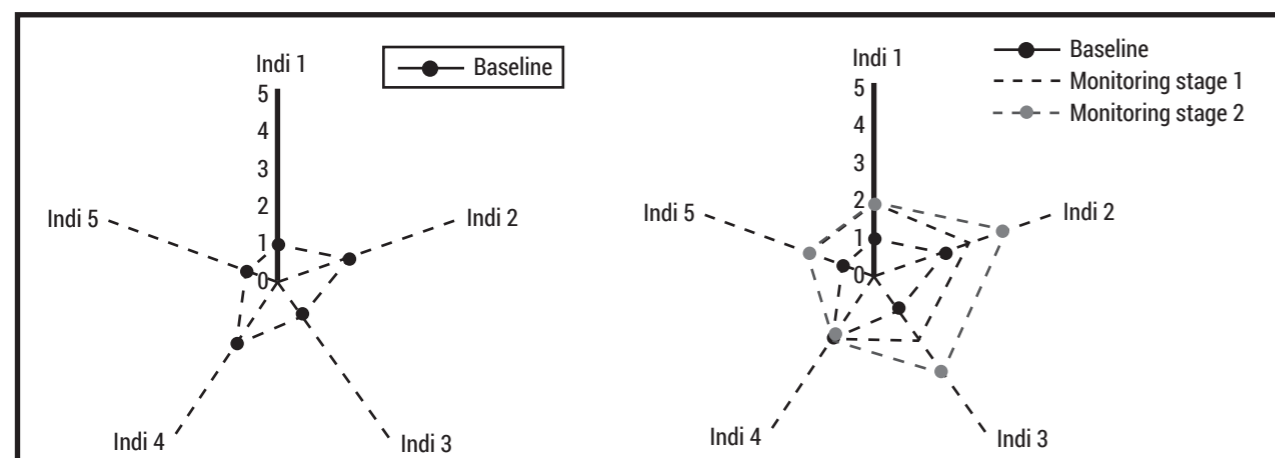 Indi 1
Baseline
5
4
3
2
1
0
Indi 5
Indi 2
Indi 4
Indi 3
Baseline
Monitoring stage 1
Monitoring stage 2
Indi 1
5
4
3
2
1
0
Indi 5
Indi 2
Indi 4
Indi 3